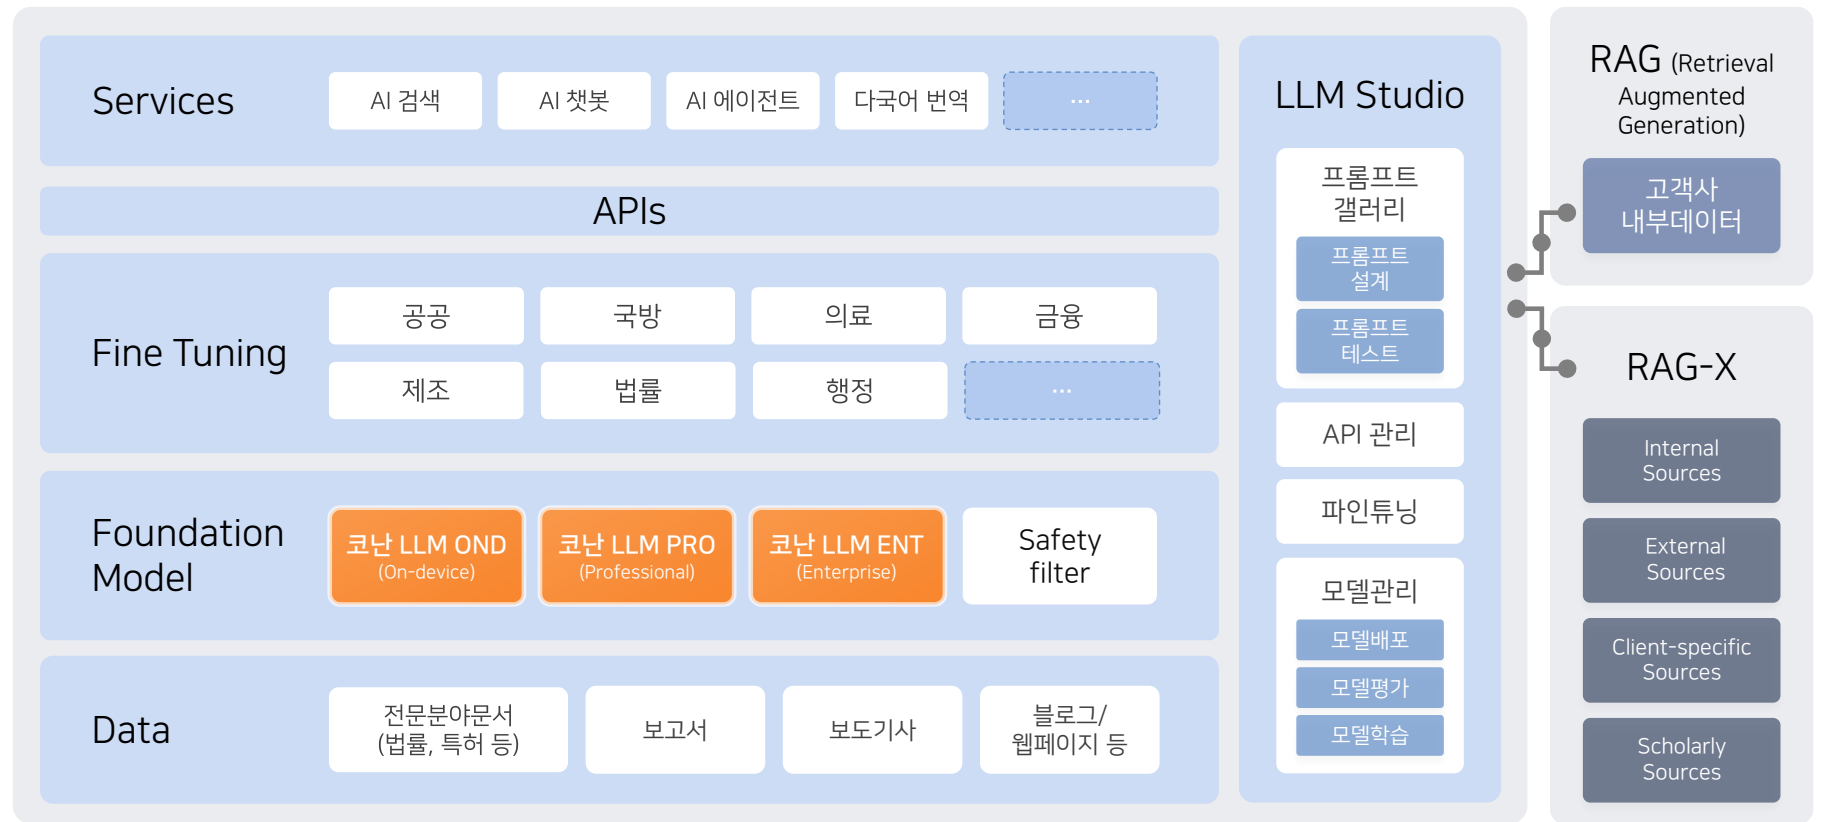 Services
AI 검색
AI 챗봇
AI 에이전트
다국어 번역
...
APIs
Fine Tuning
공공
국방
의료
금융
제조
법률
행정
...
Foundation
Model
코난 LLM OND
(On-device)
코난 LLM PRO
(Professional)
코난 LLM ENT
(Enterprise)
Safety
filter
Data
전문분야문서
(법률, 특허 등)
보고서
보도기사
블로그/
웹페이지 등
LLM Studio
프롬프트
갤러리
프롬프트
설계
프롬프트
테스트
API 관리
파인튜닝
모델관리
모델배포
모델평가
모델학습
RAG (Retrieval
Augmented
Generation)
고객사
내부데이터
RAG-X
Internal
Sources
External
Sources
Client-specific
Sources
Scholarly
Sources